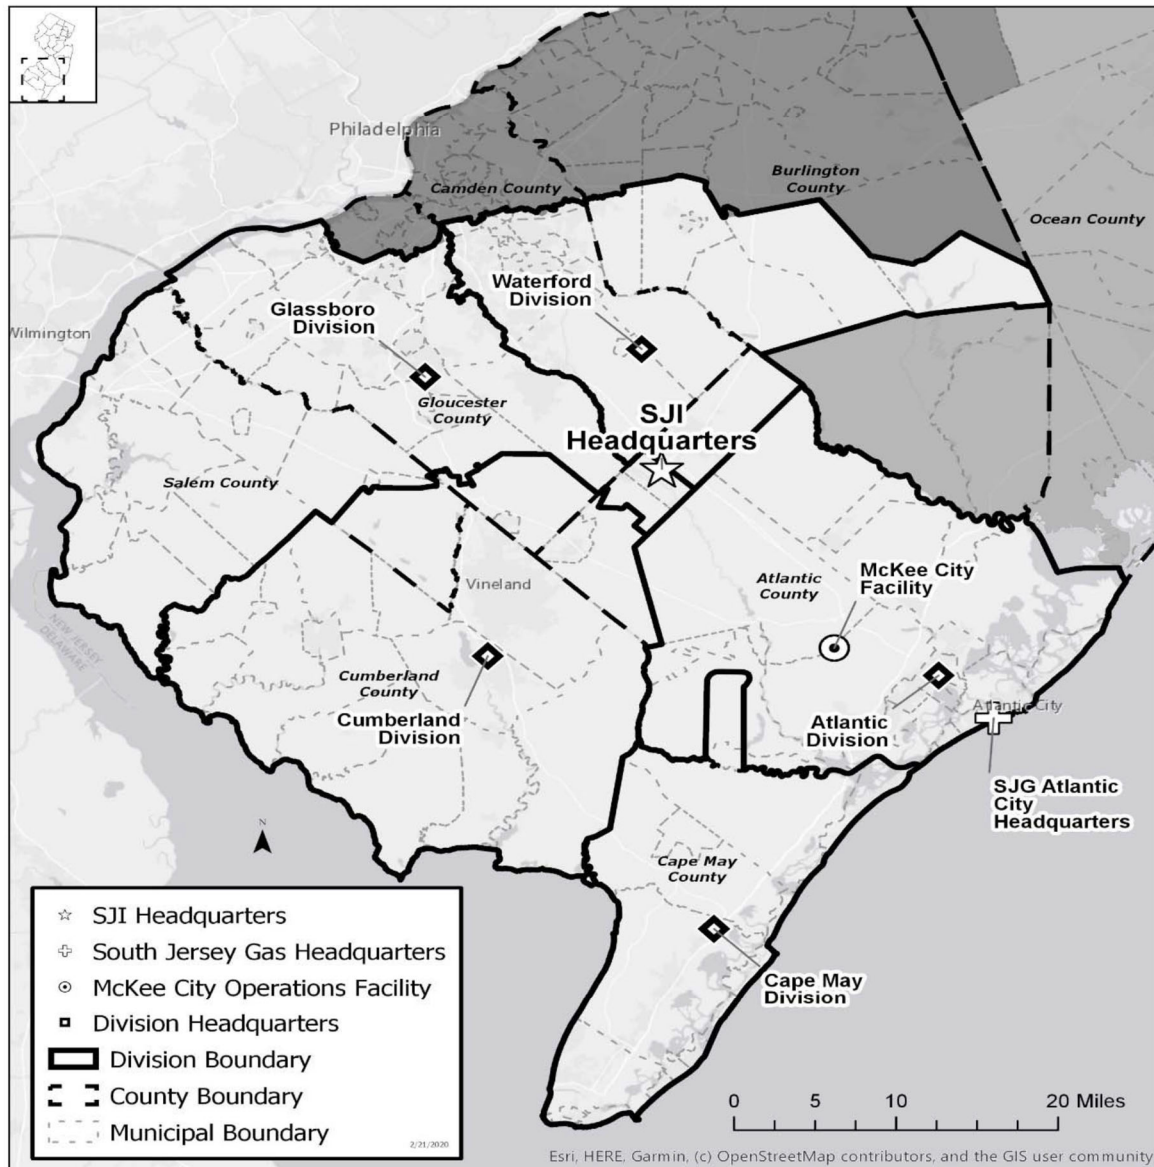 Philadelphia
Camden County
Burlington
County
Ocean County
Waterford
Division
Glassboro
Division
Wilmington
Gloucester
County
SJI
Headquarters
Salem County
McKee City
Facility
Atlantic
County
Vineland
NEW JERSEY
DELAWARE
Cumberland
County
Cumberland
Division
Atlantic City
Atlantic
Division
SJG Atlantic
City
Headquarters
N
Cape May
County
Cape May
Division
SJI Headquarters
South Jersey Gas Headquarters
McKee City Operations Facility
Division Headquarters
Division Boundary
County Boundary
Municipal Boundary
2/21/2020
0 5 10 20 Miles
Esri, HERE, Garmin, (c) OpenStreetMap contributors, and the GIS user community